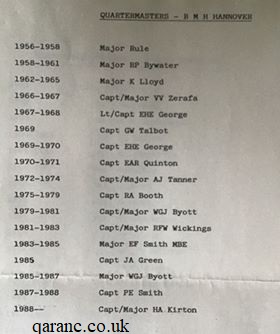 QUARTERMASTERS - B M H HANNOVER
1956-1958 Major Rule
1958-1961 Major RP Bywater
1962-1965 Major K Lloyd
1966-1967 Capt/Major VV Zerafa
1967-1968 Lt/Capt EHE George
1969 Capt GW Talbot
1969-1970 Capt EHE George
1970-1971 Capt EAR Quinton
1972-1974 Capt/Major AJ Tanner
1975-1979 Capt RA Booth
1979-1981 Capt/Major WGJ Byott
1981-1983 Capt/Major RFW Wickings
1983-1985 Major EF Smith MBE
1985 Capt JA Green
1985-1987 Major WGJ Byott
1987-1988 Capt PE Smith
1988-- Capt/Major HA Kirton
qaranc.co.uk